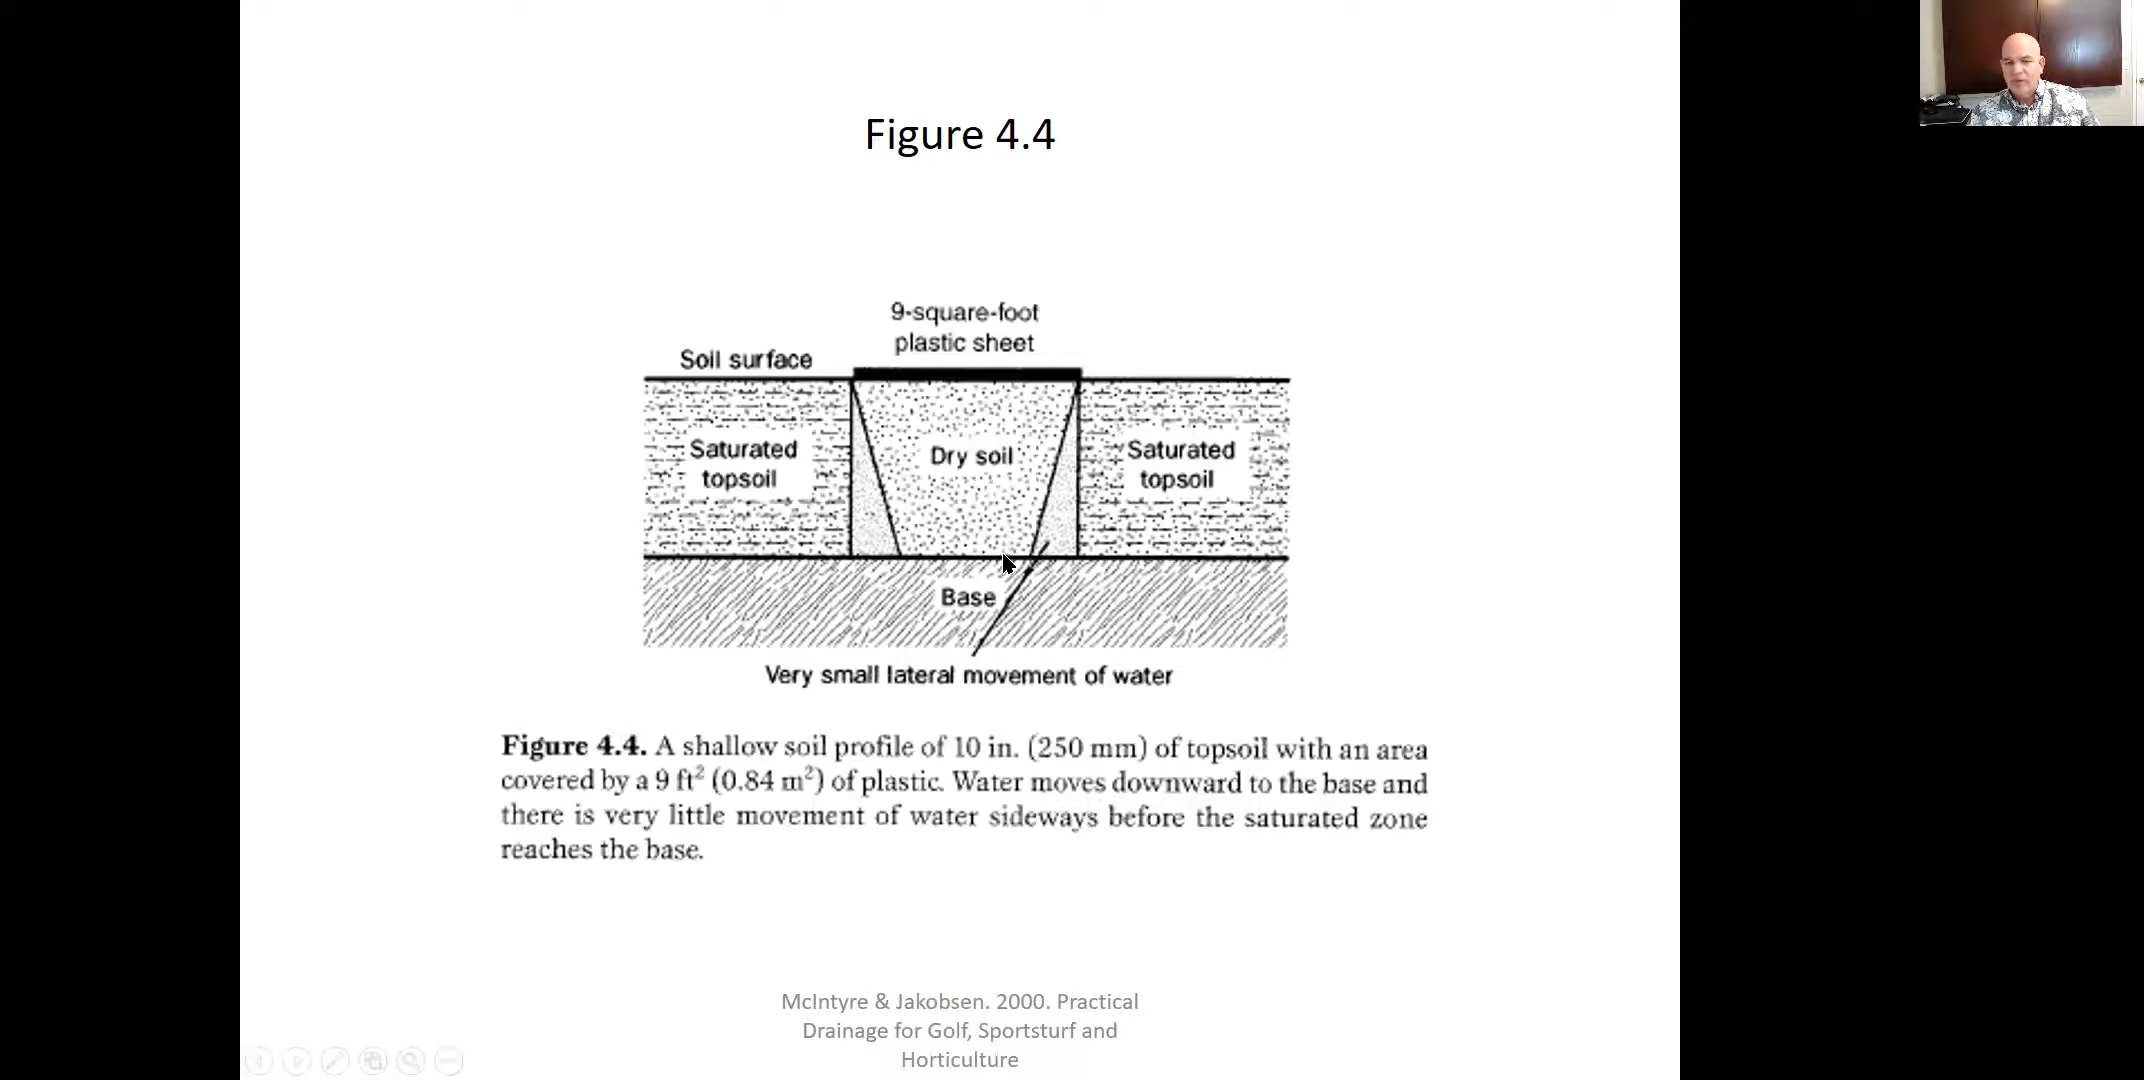 Figure 4.4
9-square-foot
plastic sheet
Soil surface
Saturated
topsoil
Dry soil
Saturated
topsoil
Base
Very small lateral movement of water
Figure 4.4. A shallow soil profile of 10 in. (250 mm) of topsoil with an area
covered by a 9 ft² (0.84 m²) of plastic. Water moves downward to the base and
there is very little movement of water sideways before the saturated zone
reaches the base.
McIntyre & Jakobsen. 2000. Practical
Drainage for Golf, Sportsturf and
Horticulture